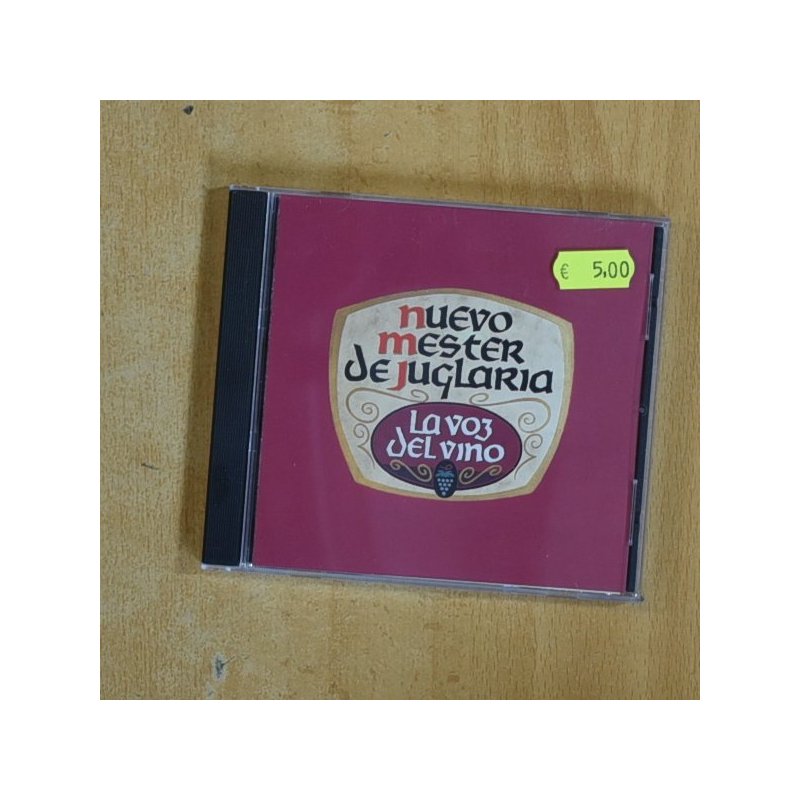 € 5,00
nuevo
mester
de juglaria
La voz
del vino